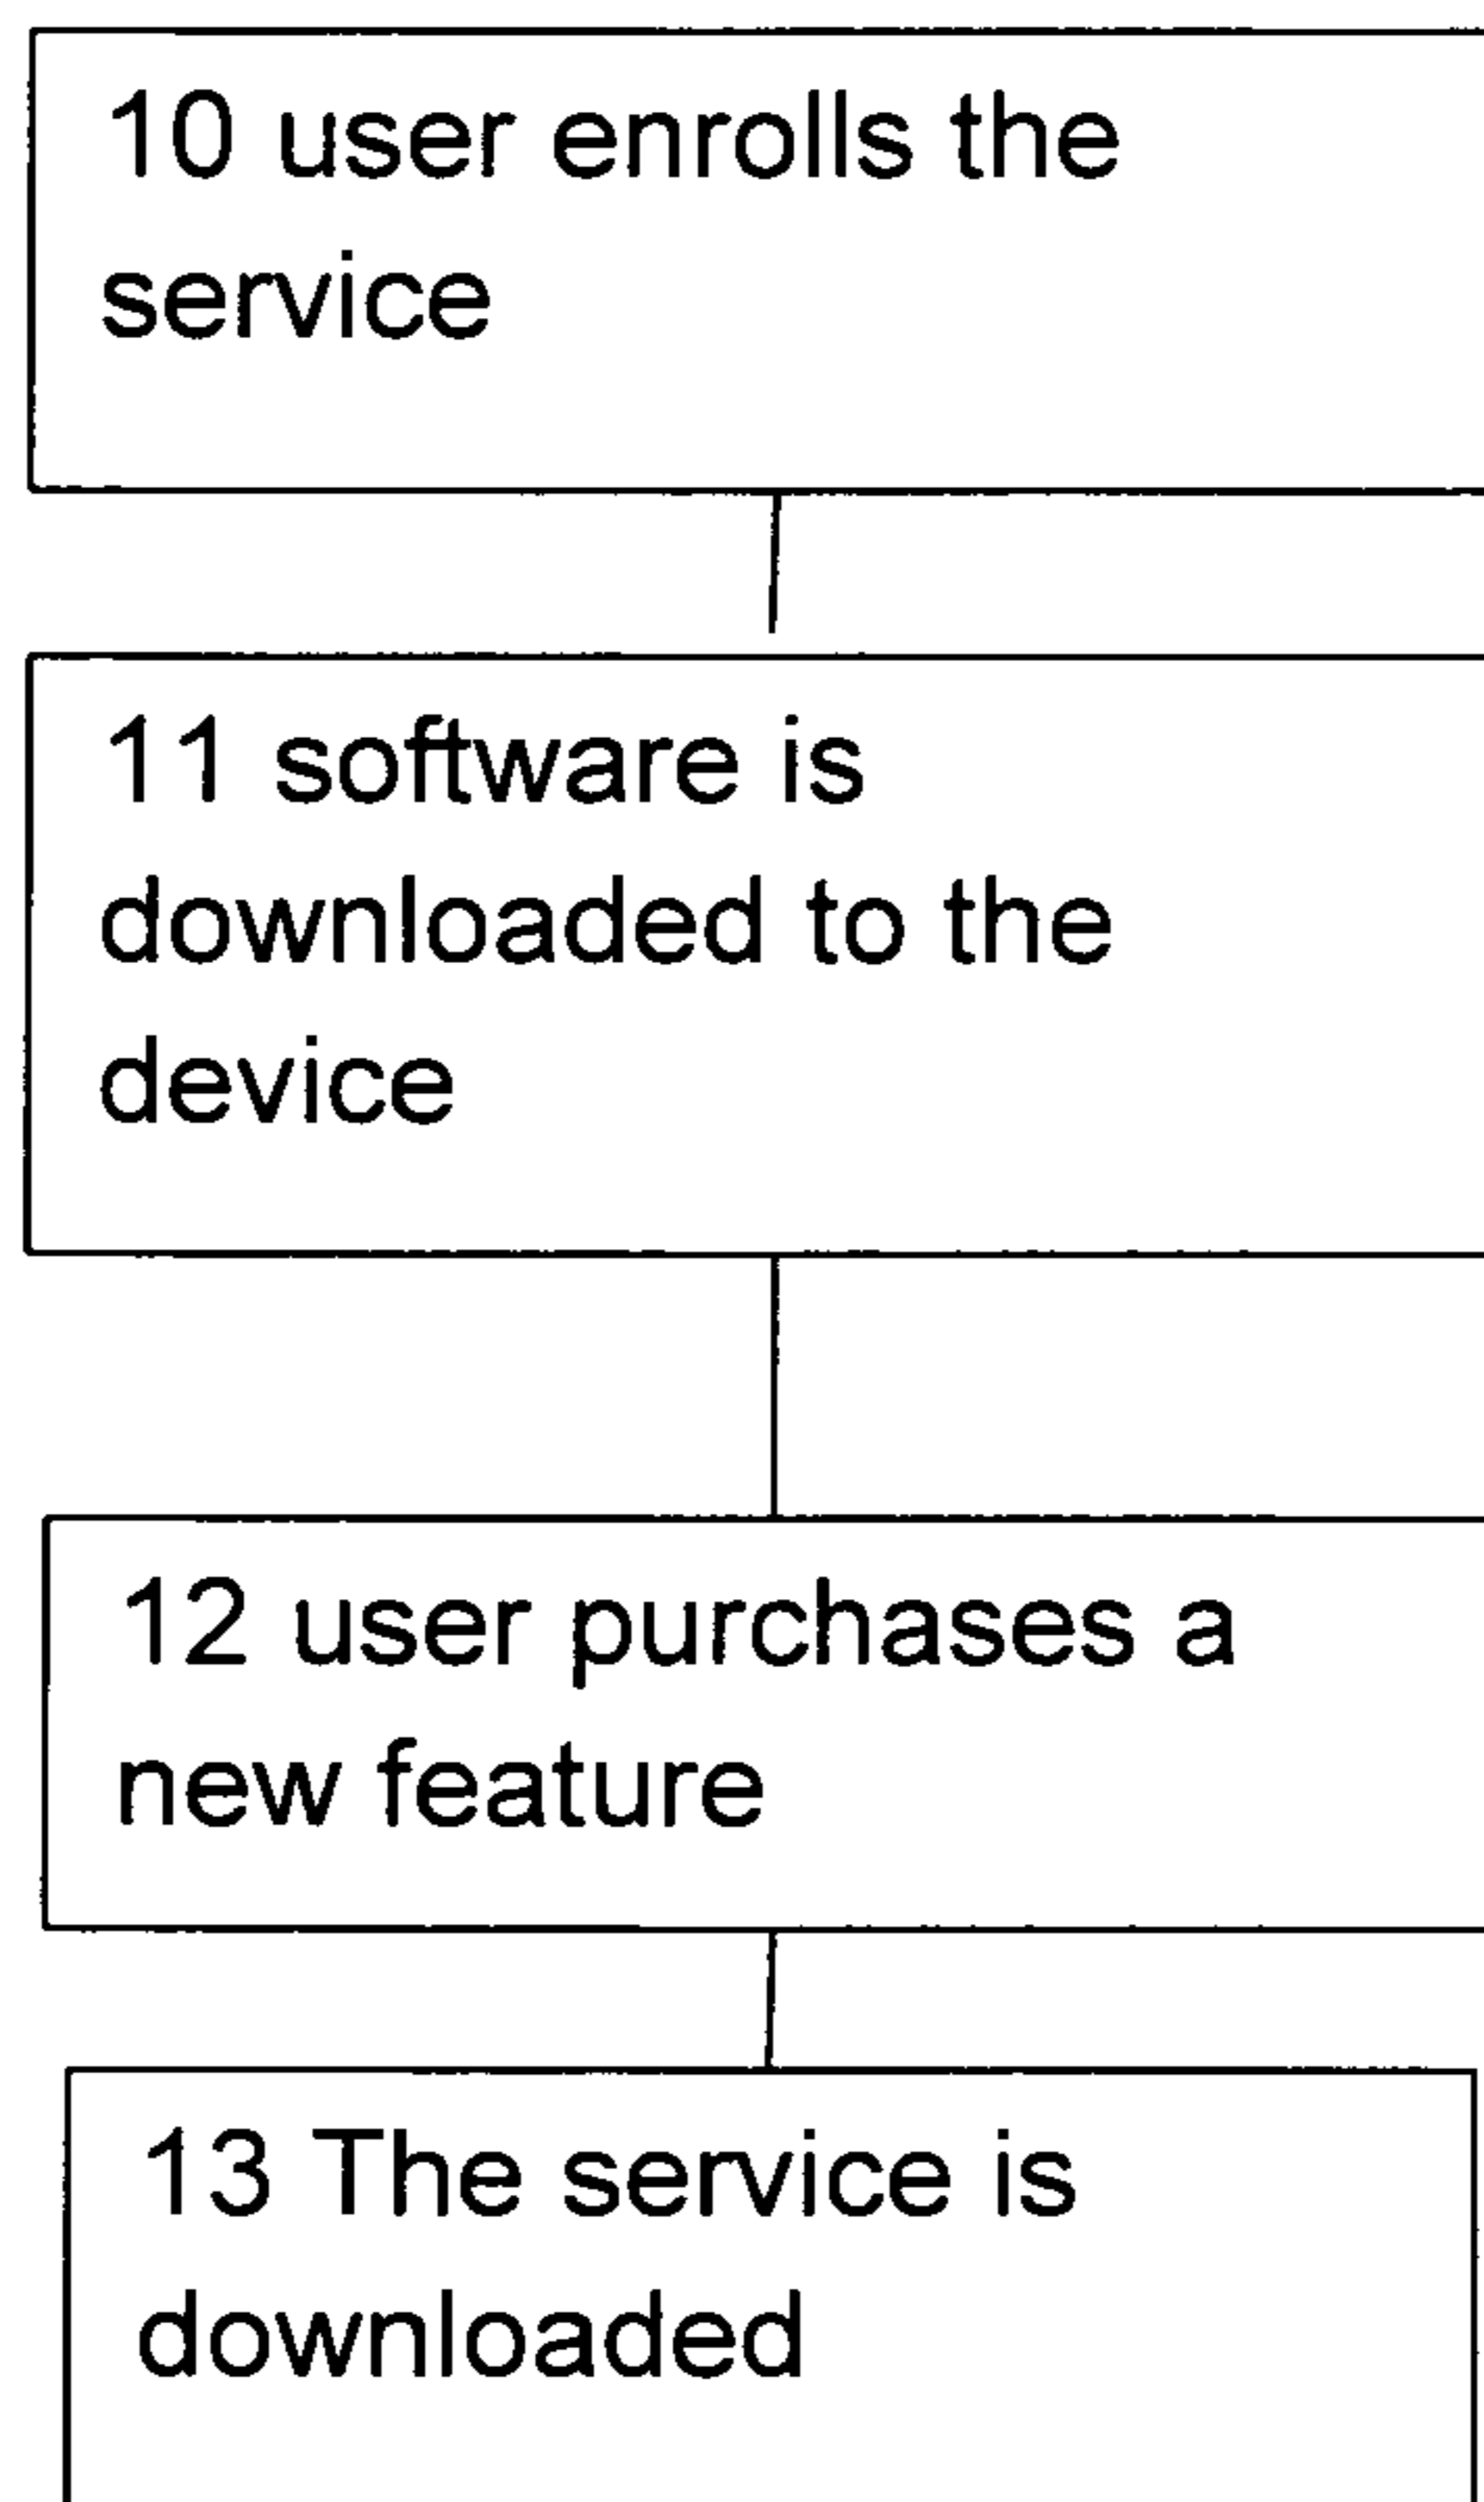 10 user enrolls the
service
11 software is
downloaded to the
device
12 user purchases a
new feature
13 The service is
downloaded